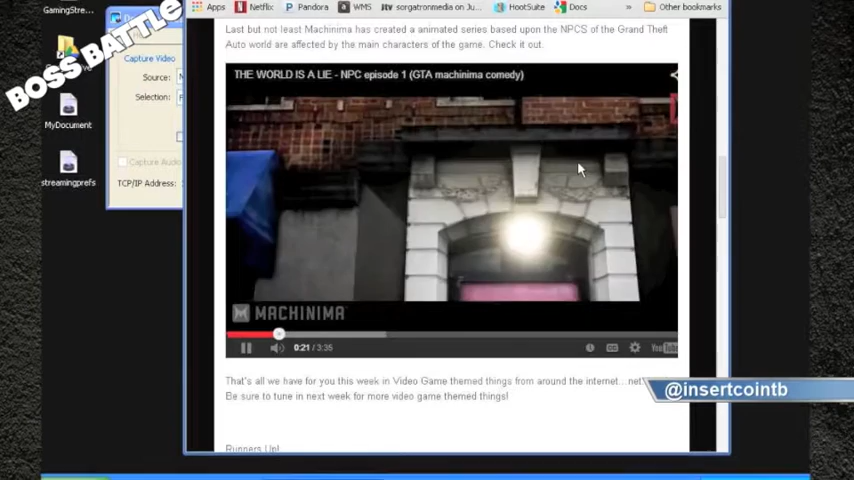 BOSS BATTLE
GamingStre...
MyDocument
streamingprefs
Capture Video
Source:
Selection:
Capture Audio
TCP/IP Address:
Apps
Netflix
Pandora
WMS
sorgatronmedia on Ju...
HootSuite
Docs
»
Other bookmarks
Last but not least Machinima has created a animated series based upon the NPCS of the Grand Theft
Auto world are affected by the main characters of the game. Check it out.
THE WORLD IS A LIE - NPC episode 1 (GTA machinima comedy)
MACHINIMA
0:21 / 3:35
CC
YouTub
That's all we have for you this week in Video Game themed things from around the internet...net
Be sure to tune in next week for more video game themed things!
@insertcointb
Runners Up!